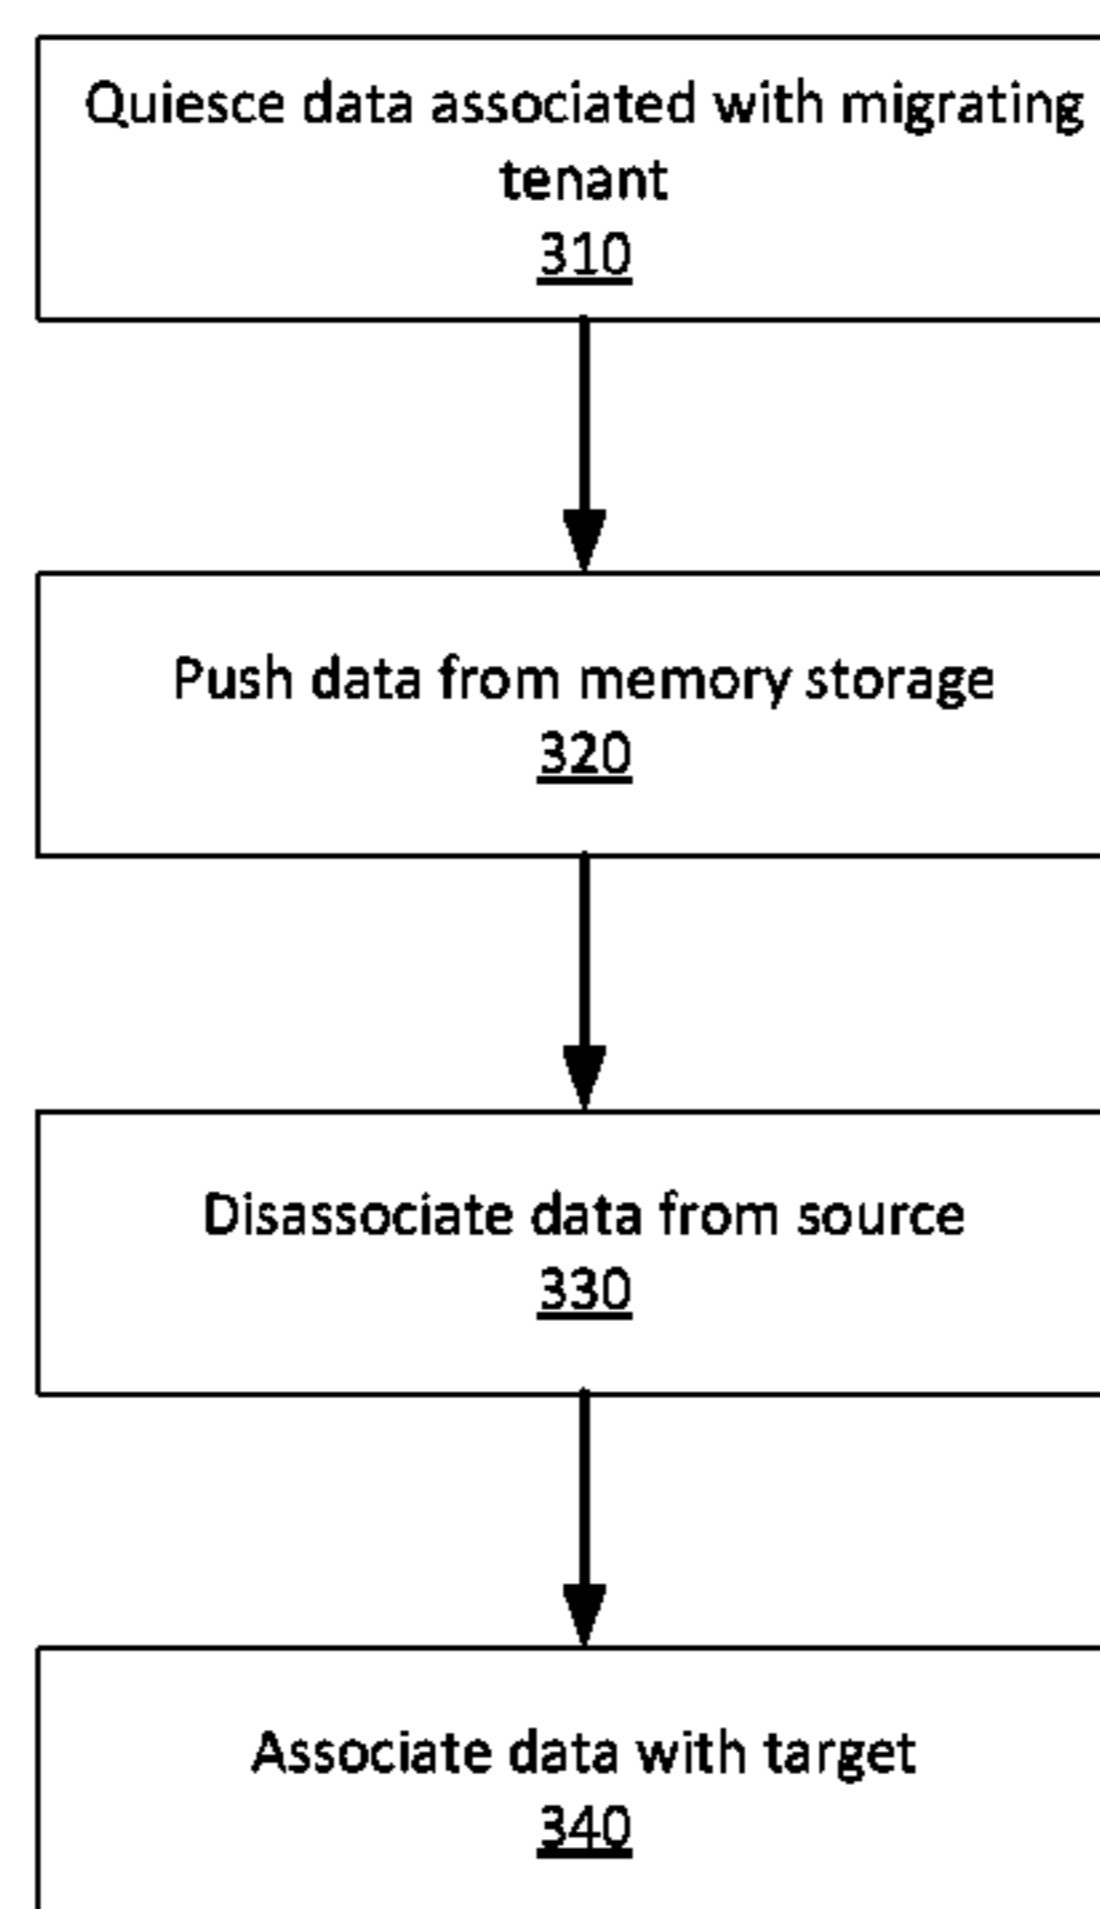 Quiesce data associated with migrating
tenant
310
Push data from memory storage
320
Disassociate data from source
330
Associate data with target
340